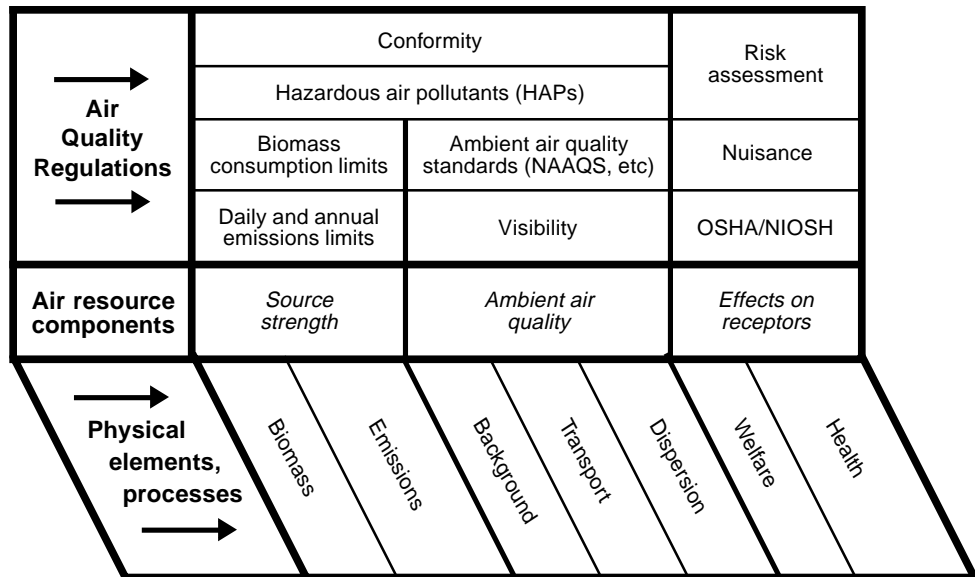 Air
Quality
Regulations
Conformity
Risk
assessment
Hazardous air pollutants (HAPs)
Biomass
consumption limits
Ambient air quality
standards (NAAQS, etc)
Nuisance
Daily and annual
emissions limits
Visibility
OSHA/NIOSH
Air resource
components
Source
strength
Ambient air
quality
Effects on
receptors
Physical
elements,
processes
Biomass
Emissions
Background
Transport
Dispersion
Welfare
Health